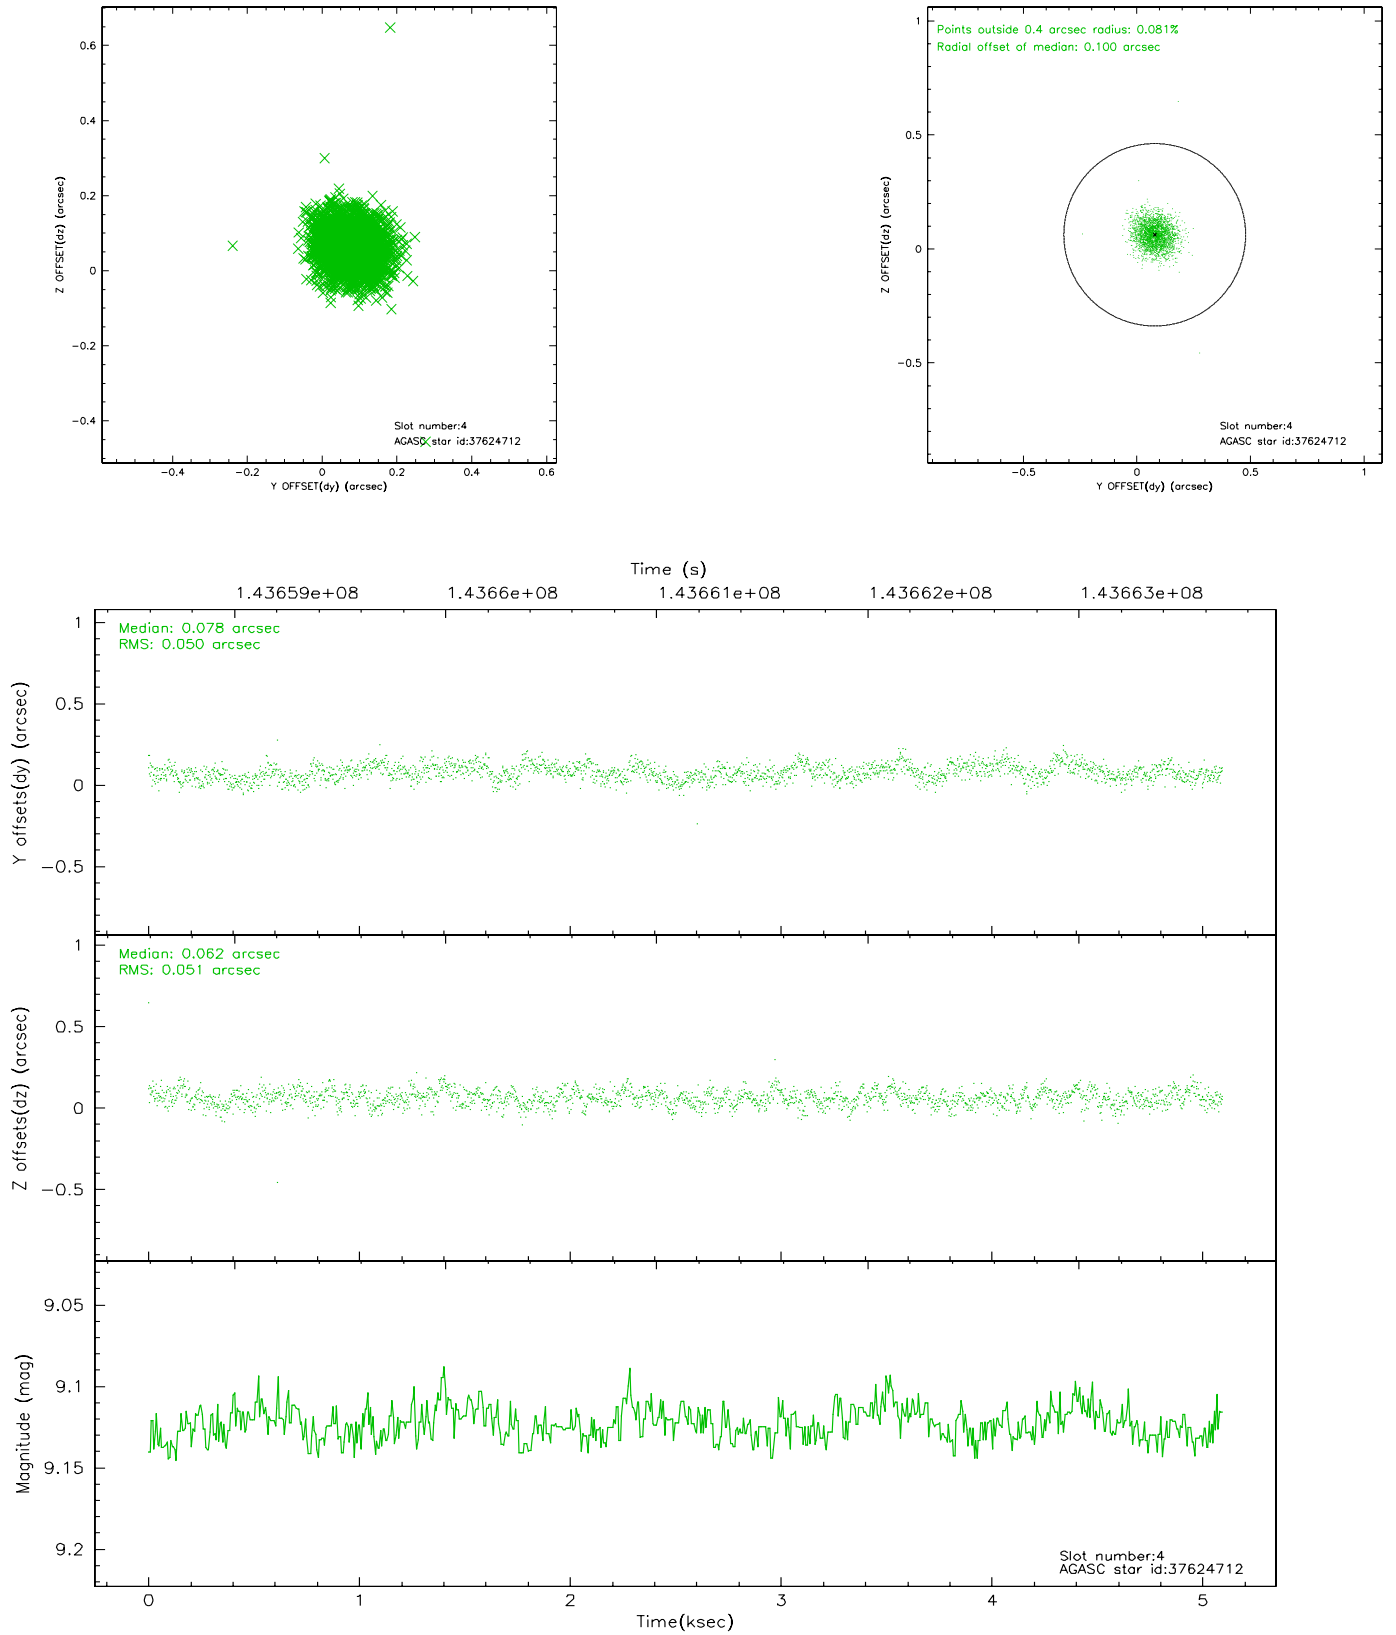 0.6
0.4
0.2
0
−0.2
−0.4
Z OFFSET(dz) (arcsec)
Slot number:4
AGASC star id:37624712
−0.4 −0.2 0 0.2 0.4 0.6
Y OFFSET(dy) (arcsec)
Points outside 0.4 arcsec radius: 0.081%
Radial offset of median: 0.100 arcsec
1
0.5
0
−0.5
Z OFFSET(dz) (arcsec)
Slot number:4
AGASC star id:37624712
−0.5 0 0.5 1
Y OFFSET(dy) (arcsec)
Time (s)
1.43659e+08 1.4366e+08 1.43661e+08 1.43662e+08 1.43663e+08
Median: 0.078 arcsec
RMS: 0.050 arcsec
1
0.5
0
−0.5
Y offsets(dy) (arcsec)
Median: 0.062 arcsec
RMS: 0.051 arcsec
1
0.5
0
−0.5
Z offsets(dz) (arcsec)
9.05
9.1
9.15
9.2
Magnitude (mag)
Slot number:4
AGASC star id:37624712
0 1 2 3 4 5
Time(ksec)